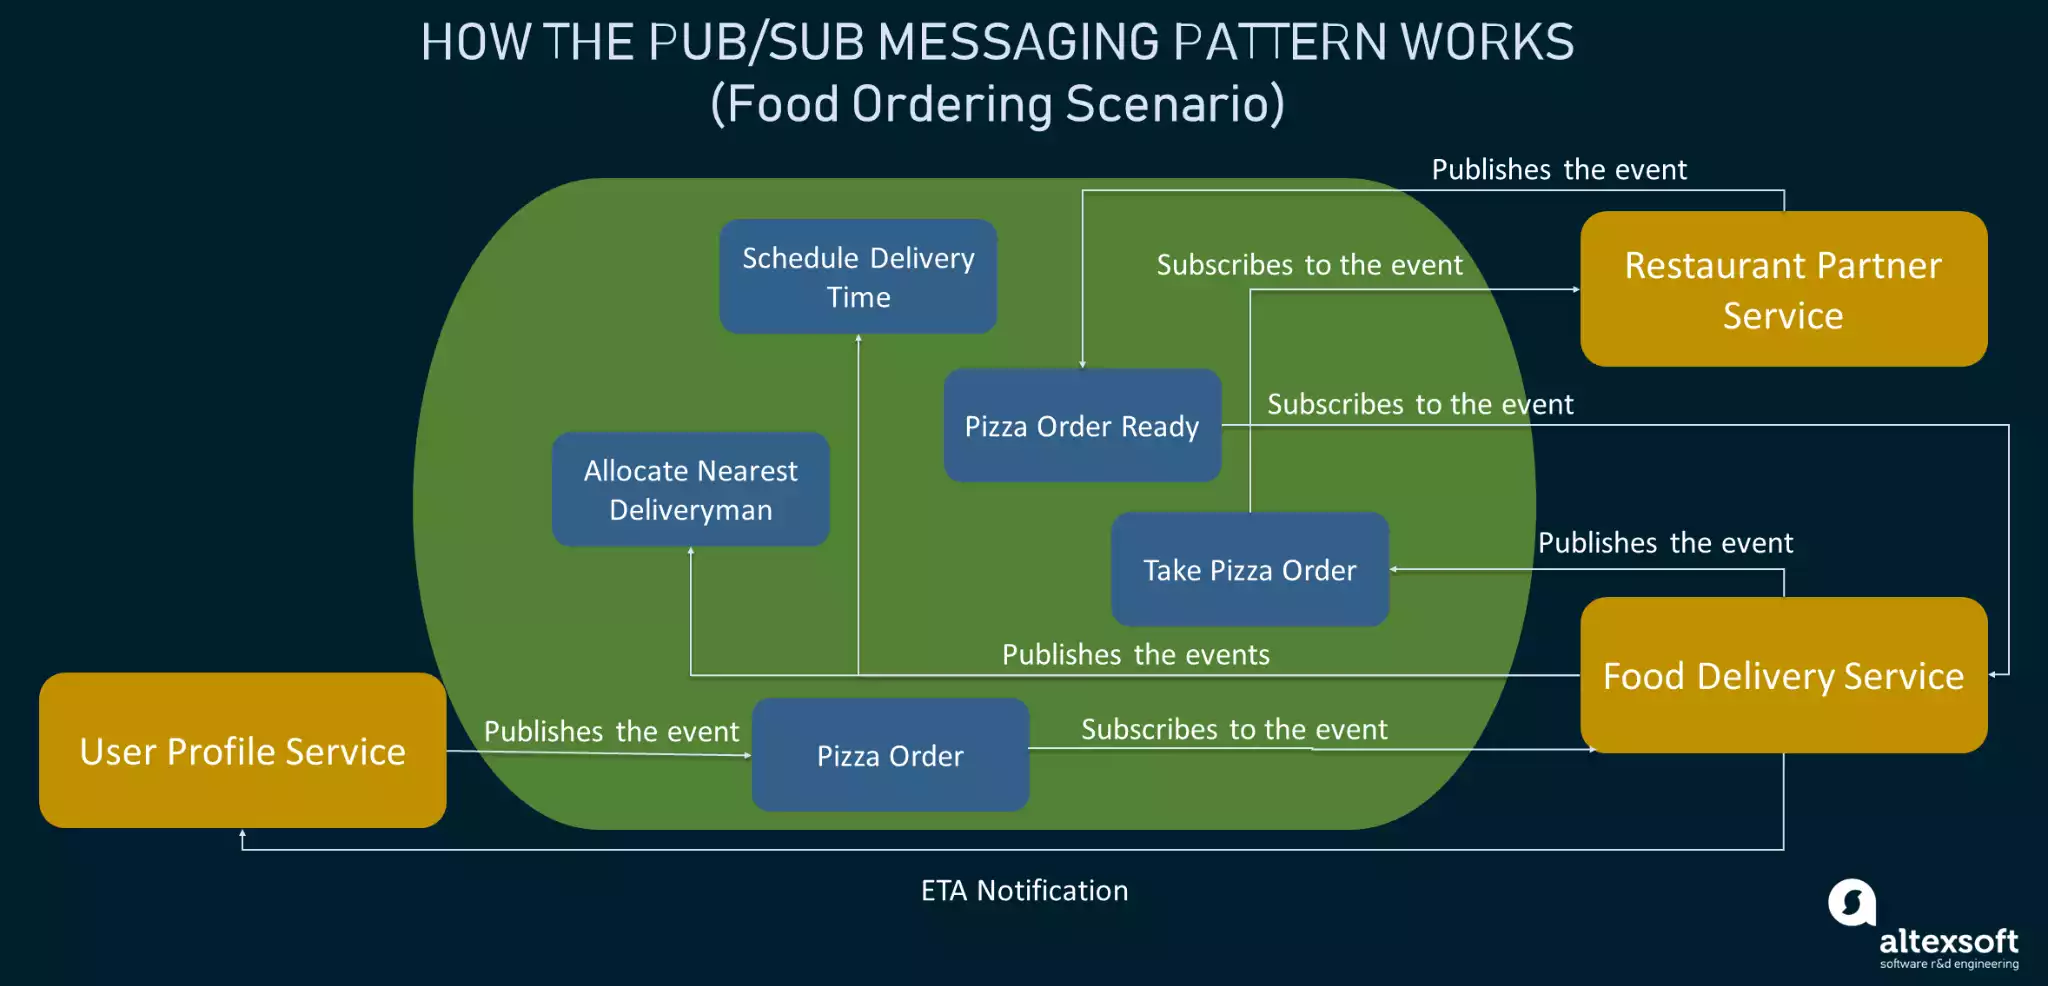 HOW THE PUB/SUB MESSAGING PATTERN WORKS
(Food Ordering Scenario)
Publishes the event
Schedule Delivery
Time
Subscribes to the event
Restaurant Partner
Service
Pizza Order Ready
Subscribes to the event
Allocate Nearest
Deliveryman
Take Pizza Order
Publishes the event
Publishes the events
Food Delivery Service
User Profile Service
Publishes the event
Pizza Order
Subscribes to the event
ETA Notification
altexsoft
software r&d engineering